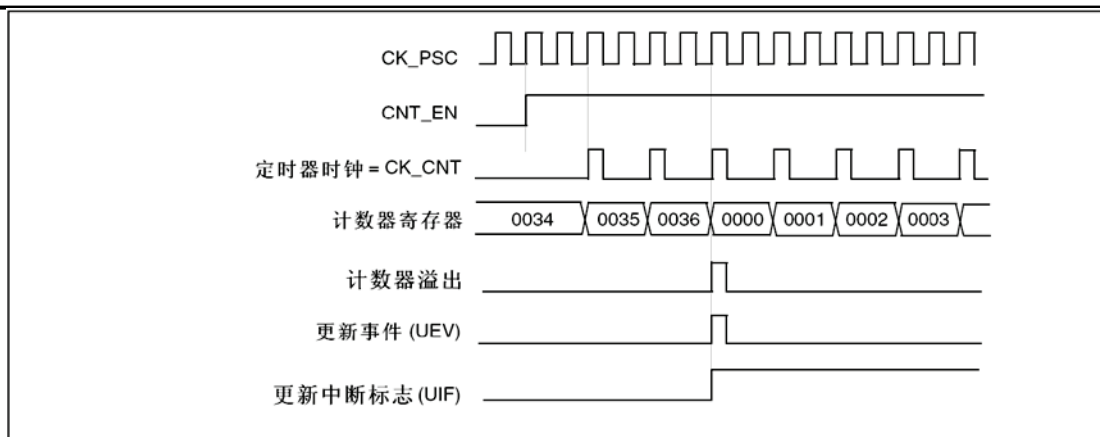 CK_PSC
CNT_EN
定时器时钟 = CK_CNT
计数器寄存器 0034 0035 0036 0000 0001 0002 0003
计数器溢出
更新事件 (UEV)
更新中断标志 (UIF)